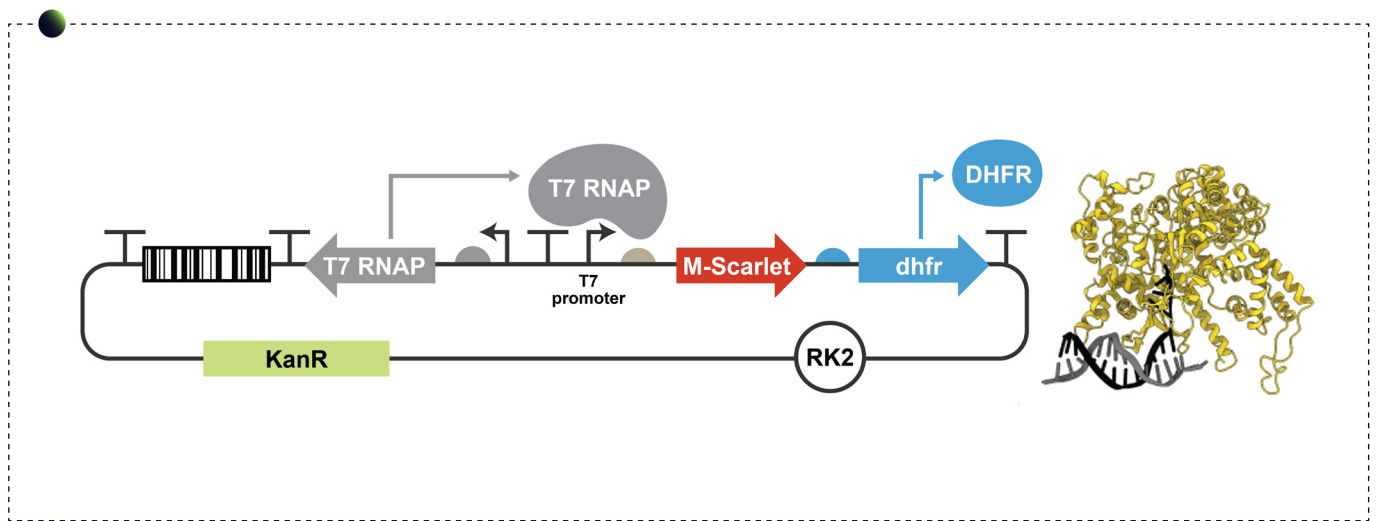 T7 RNAP
DHFR
T7 RNAP
M-Scarlet
dhfr
T7
promoter
KanR
RK2